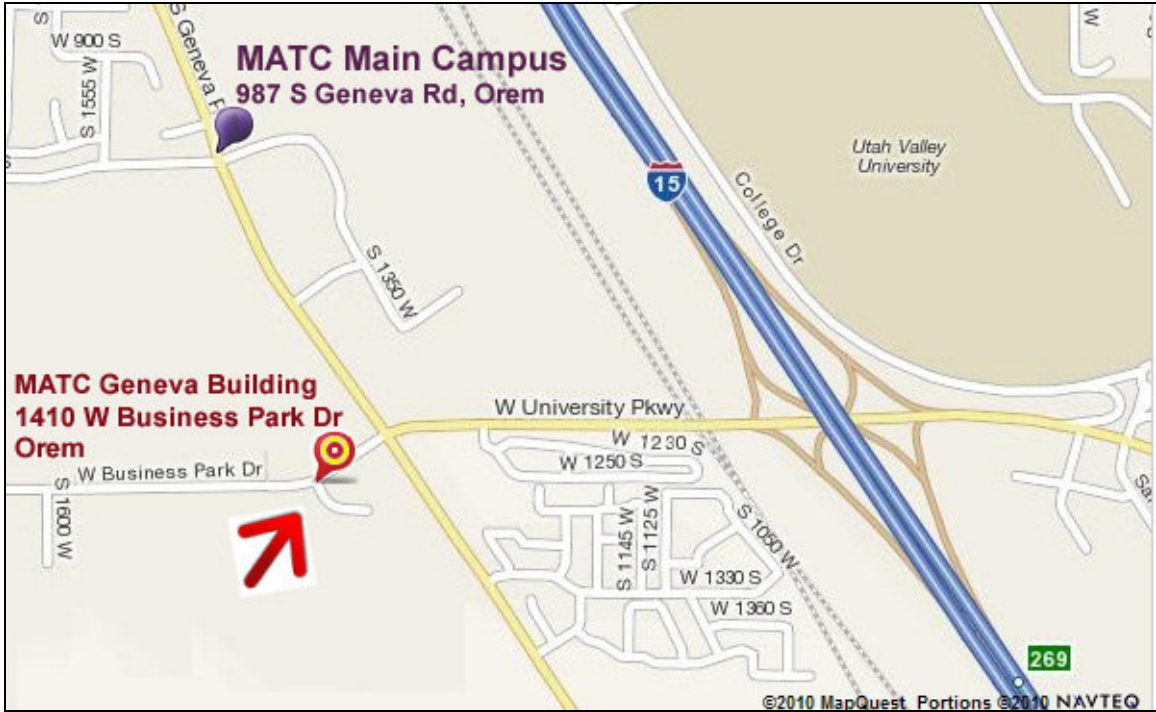 S
W 900 S
S 1555 W
S Geneva R
MATC Main Campus
987 S Geneva Rd, Orem
S
W
Utah Valley
University
15
College Dr
S 1350 W
MATC Geneva Building
1410 W Business Park Dr
Orem
W University Pkwy
W 1230 S
W 1250 S
W Business Park Dr
S 1600 W
S 1145 W
S 1125 W
S 1050 W
W 1330 S
W 1360 S
Sa
269
©2010 MapQuest Portions ©2010 NAVTEQ